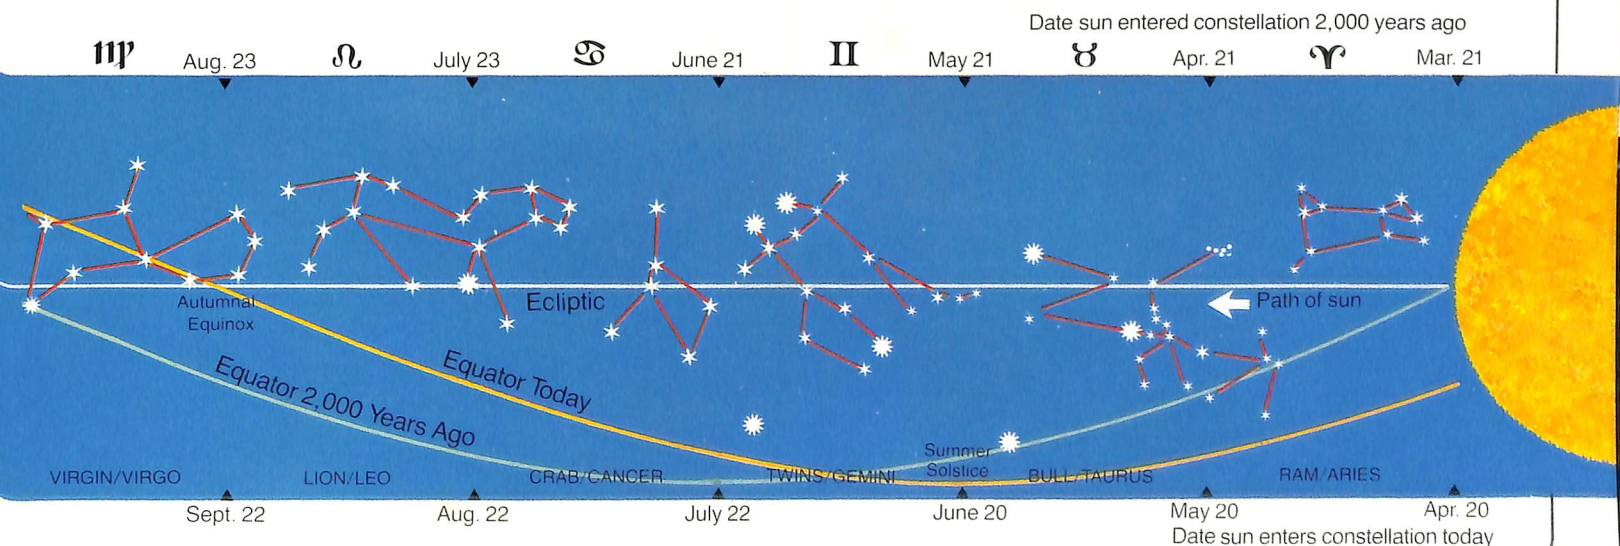 Date sun entered constellation 2,000 years ago
♍ Aug. 23 ♌ July 23 ♋ June 21 ♊ May 21 ♉ Apr. 21 ♈ Mar. 21
Ecliptic
Path of sun
Autumnal
Equinox
Equator Today
Equator 2,000 Years Ago
Summer
Solstice
VIRGIN/VIRGO LION/LEO CRAB/CANCER TWINS/GEMINI BULL/TAURUS RAM/ARIES
Sept. 22 Aug. 22 July 22 June 20 May 20 Apr. 20
Date sun enters constellation today